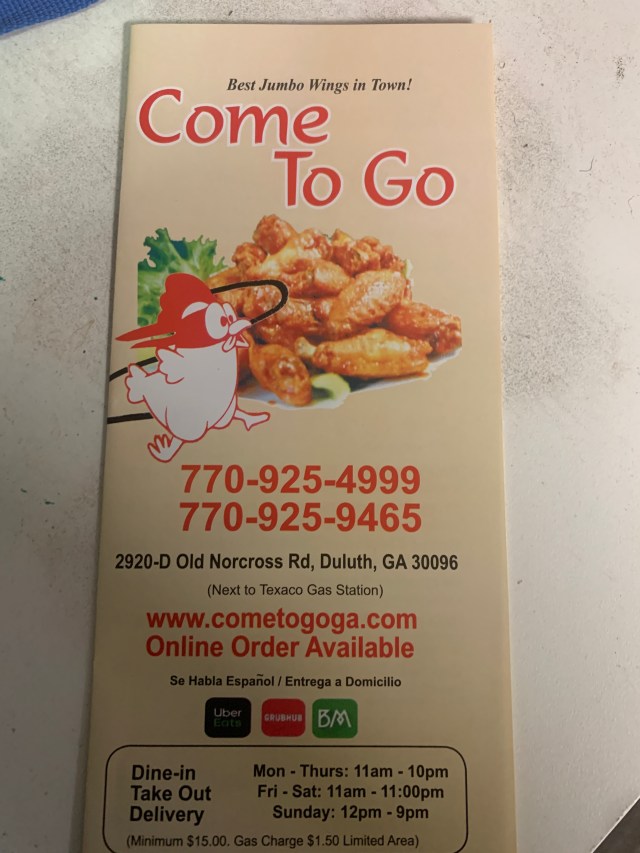 Best Jumbo Wings in Town!
Come
To Go
770-925-4999
770-925-9465
2920-D Old Norcross Rd, Duluth, GA 30096
(Next to Texaco Gas Station)
www.cometogoga.com
Online Order Available
Se Habla Español / Entrega a Domicilio
Uber
Eats
GRUBHUB
BM
Dine-in
Take Out
Delivery
Mon - Thurs: 11am - 10pm
Fri - Sat: 11am - 11:00pm
Sunday: 12pm - 9pm
(Minimum $15.00. Gas Charge $1.50 Limited Area)